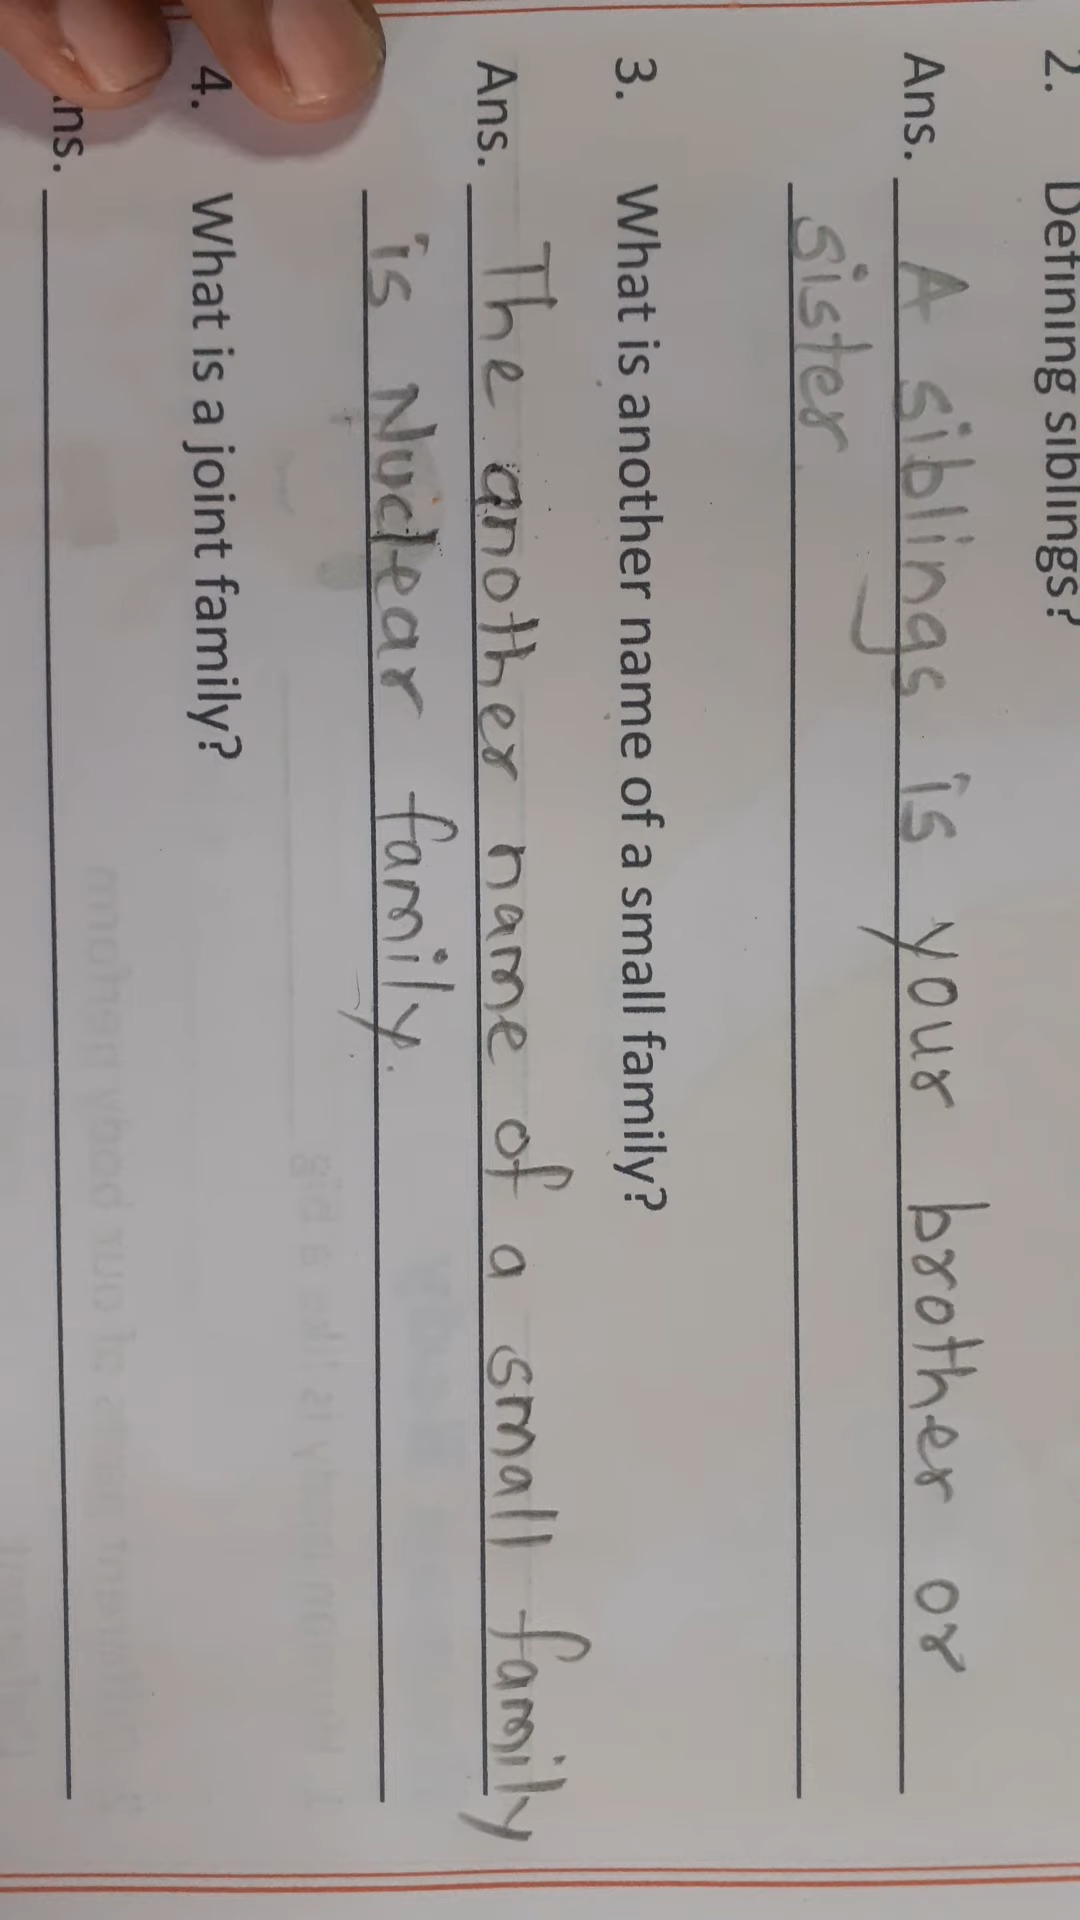 2. Defining siblings?
Ans. A siblings is your brother or
sister.
3. What is another name of a small family?
Ans. The another name of a small family
is Nuclear family.
4. What is a joint family?
ns.